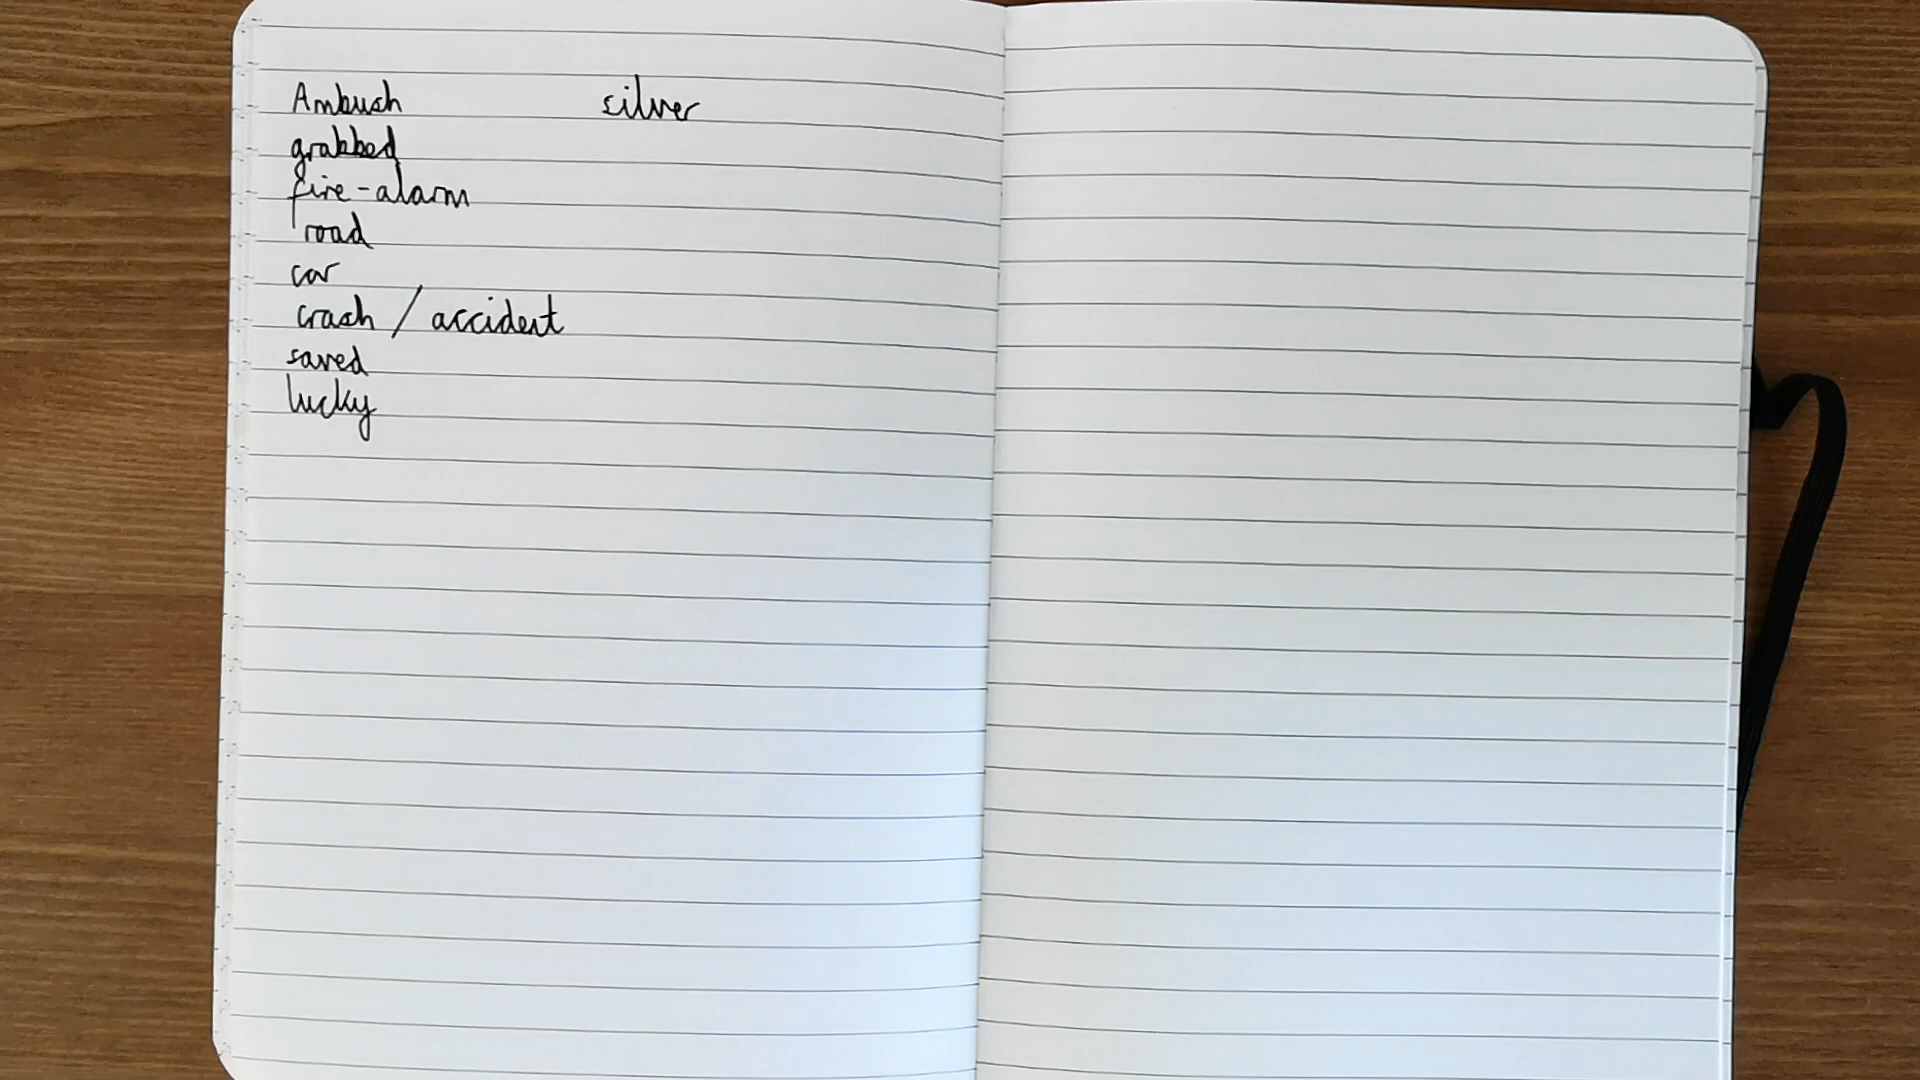 Ambush silver
grabbed
fire-alarm
road
car
crash / accident
saved
lucky